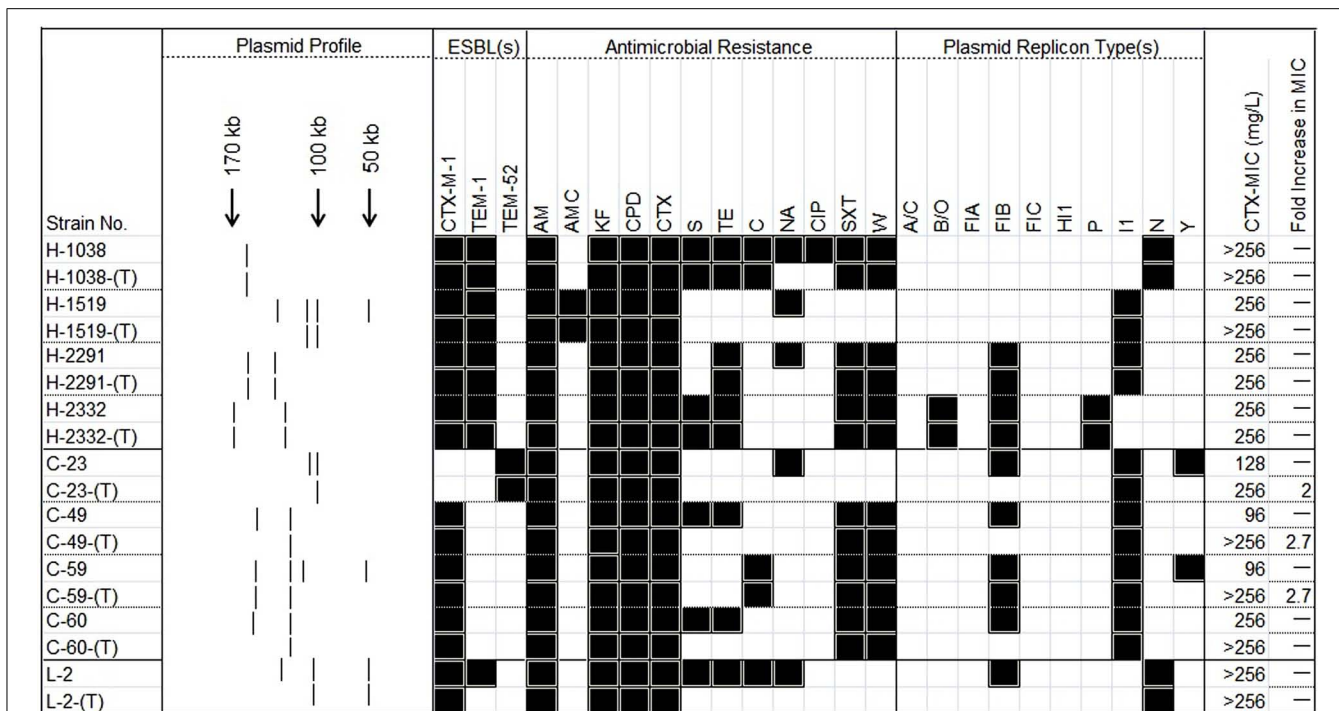 Plasmid Profile ESBL(s) Antimicrobial Resistance Plasmid Replicon Type(s)
170 kb 100 kb 50 kb
Strain No. CTX-M-1 TEM-1 TEM-52 AM AMC KF CPD CTX S TE C NA CIP SXT W A/C B/O FIA FIB FIC HI1 P I1 N Y CTX-MIC (mg/L) Fold Increase in MIC
H-1038 >256 —
H-1038-(T) >256 —
H-1519 256 —
H-1519-(T) >256 —
H-2291 256 —
H-2291-(T) 256 —
H-2332 256 —
H-2332-(T) 256 —
C-23 128 —
C-23-(T) 256 2
C-49 96 —
C-49-(T) >256 2.7
C-59 96 —
C-59-(T) >256 2.7
C-60 256 —
C-60-(T) >256 —
L-2 >256 —
L-2-(T) >256 —